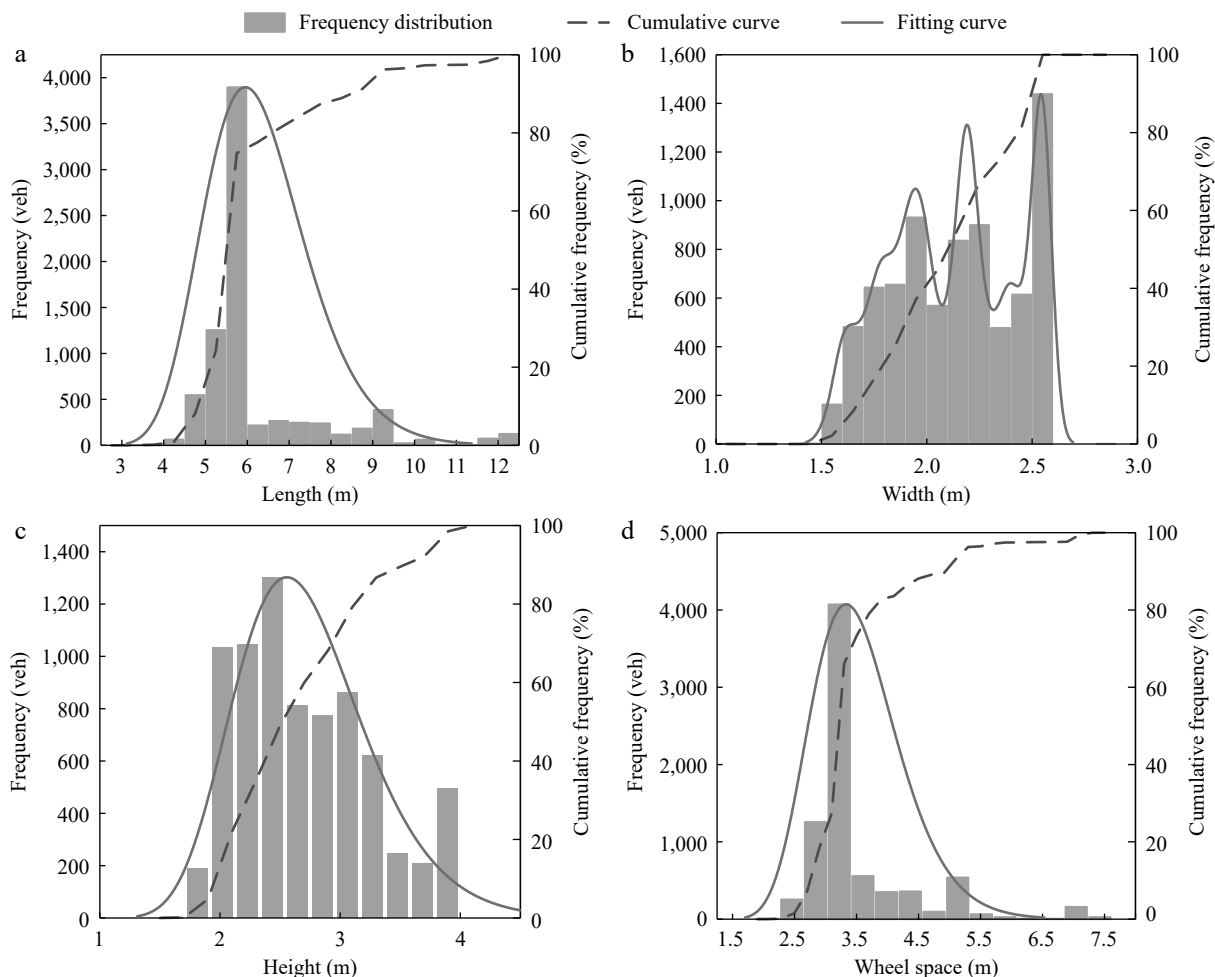 Frequency distribution Cumulative curve Fitting curve
a
4,000
3,500
3,000
2,500
2,000
1,500
1,000
500
0
Frequency (veh)
3 4 5 6 7 8 9 10 11 12
Length (m)
100
80
60
40
20
0
Cumulative frequency (%)
b
1,600
1,400
1,200
1,000
800
600
400
200
0
Frequency (veh)
1.0 1.5 2.0 2.5 3.0
Width (m)
100
80
60
40
20
0
Cumulative frequency (%)
c
1,400
1,200
1,000
800
600
400
200
0
Frequency (veh)
1 2 3 4
Height (m)
100
80
60
40
20
0
Cumulative frequency (%)
d
5,000
4,000
3,000
2,000
1,000
0
Frequency (veh)
1.5 2.5 3.5 4.5 5.5 6.5 7.5
Wheel space (m)
100
80
60
40
20
0
Cumulative frequency (%)